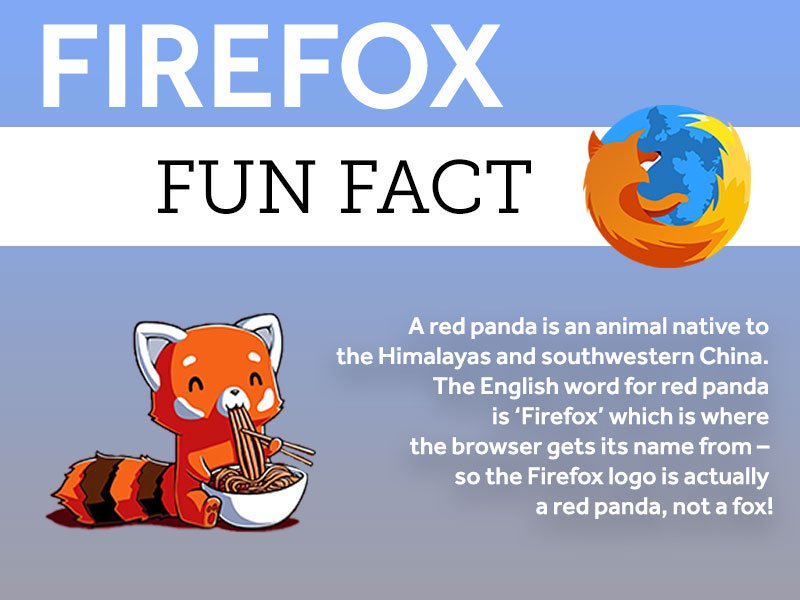 FIREFOX
FUN FACT
A red panda is an animal native to
the Himalayas and southwestern China.
The English word for red panda
is ‘Firefox’ which is where
the browser gets its name from –
so the Firefox logo is actually
a red panda, not a fox!